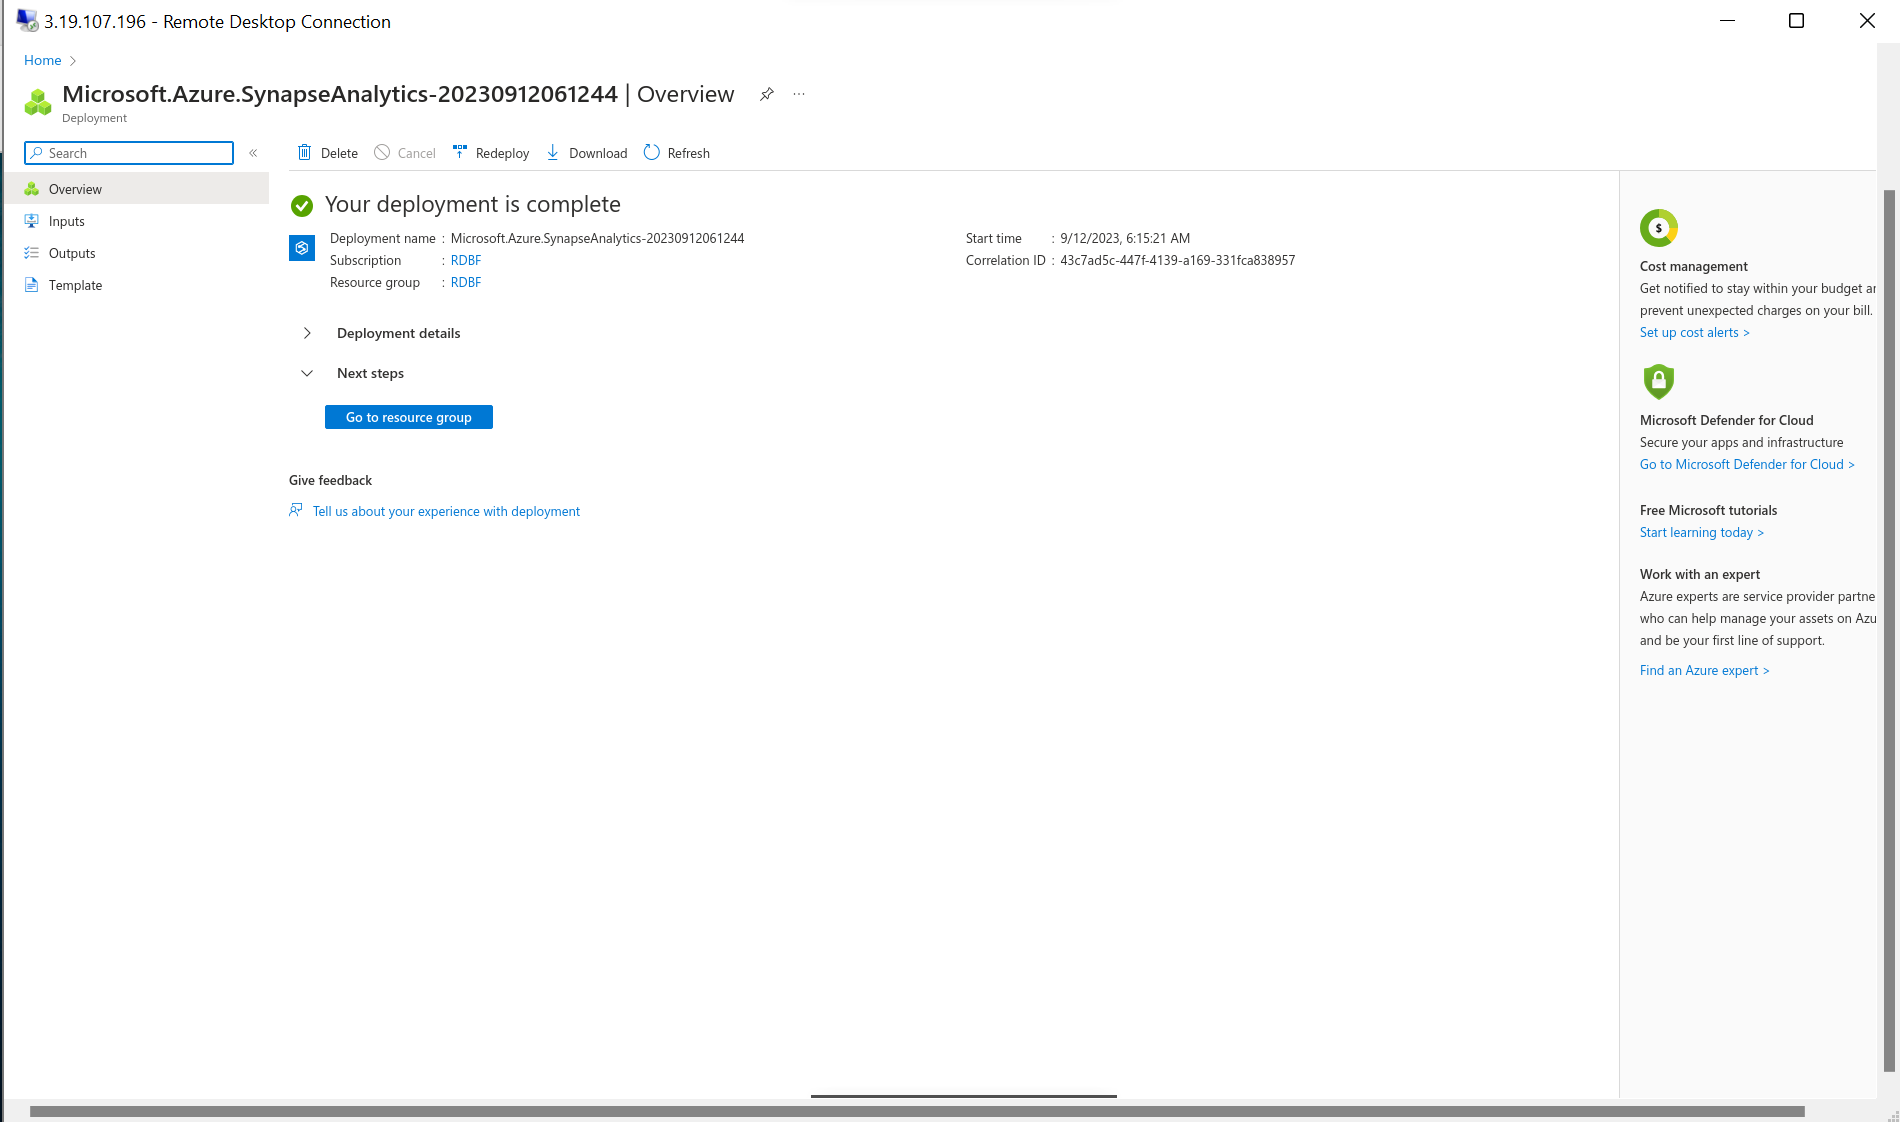 3.19.107.196 - Remote Desktop Connection
Home
Microsoft.Azure.SynapseAnalytics-20230912061244 | Overview
Deployment
Search
Delete
Cancel
Redeploy
Download
Refresh
Overview
Inputs
Outputs
Template
Your deployment is complete
Deployment name : Microsoft.Azure.SynapseAnalytics-20230912061244
Subscription : RDBF
Resource group : RDBF
Start time : 9/12/2023, 6:15:21 AM
Correlation ID : 43c7ad5c-447f-4139-a169-331fca838957
Deployment details
Next steps
Go to resource group
Give feedback
Tell us about your experience with deployment
Cost management
Get notified to stay within your budget ar
prevent unexpected charges on your bill.
Set up cost alerts >
Microsoft Defender for Cloud
Secure your apps and infrastructure
Go to Microsoft Defender for Cloud >
Free Microsoft tutorials
Start learning today >
Work with an expert
Azure experts are service provider partne
who can help manage your assets on Azu
and be your first line of support.
Find an Azure expert >